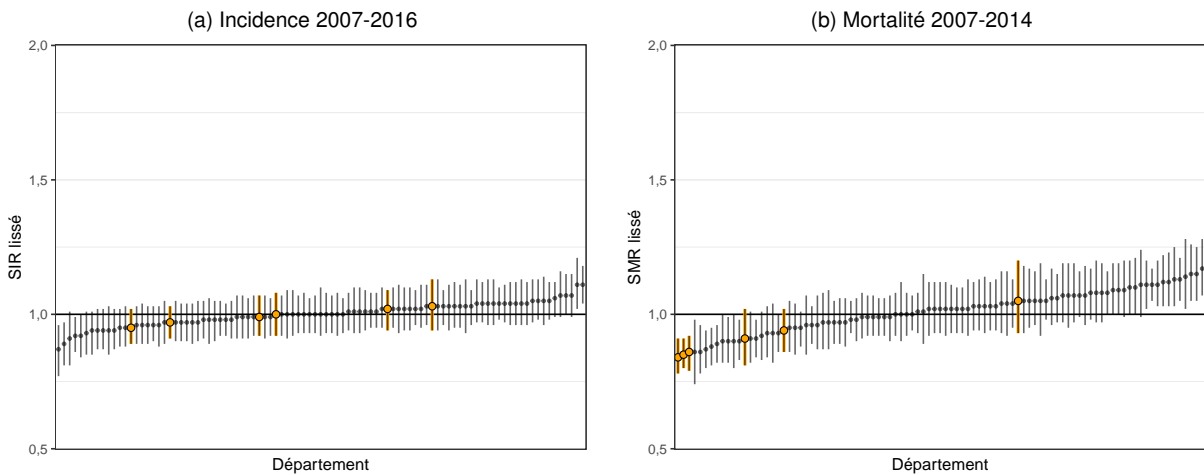 (a) Incidence 2007-2016
2,0
1,5
1,0
0,5
SIR lissé
Département
(b) Mortalité 2007-2014
2,0
1,5
1,0
0,5
SMR lissé
Département